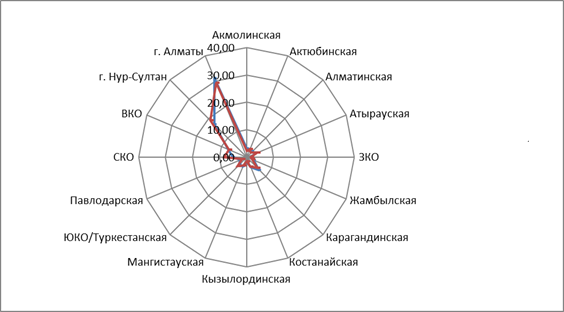 Акмолинская
г. Алматы
40,00
Актюбинская
30,00
г. Нур-Султан
Алматинская
20,00
ВКО
10,00
Атырауская
СКО
0,00
ЗКО
Павлодарская
Жамбылская
ЮКО/Туркестанская
Карагандинская
Мангистауская
Костанайская
Кызылординская